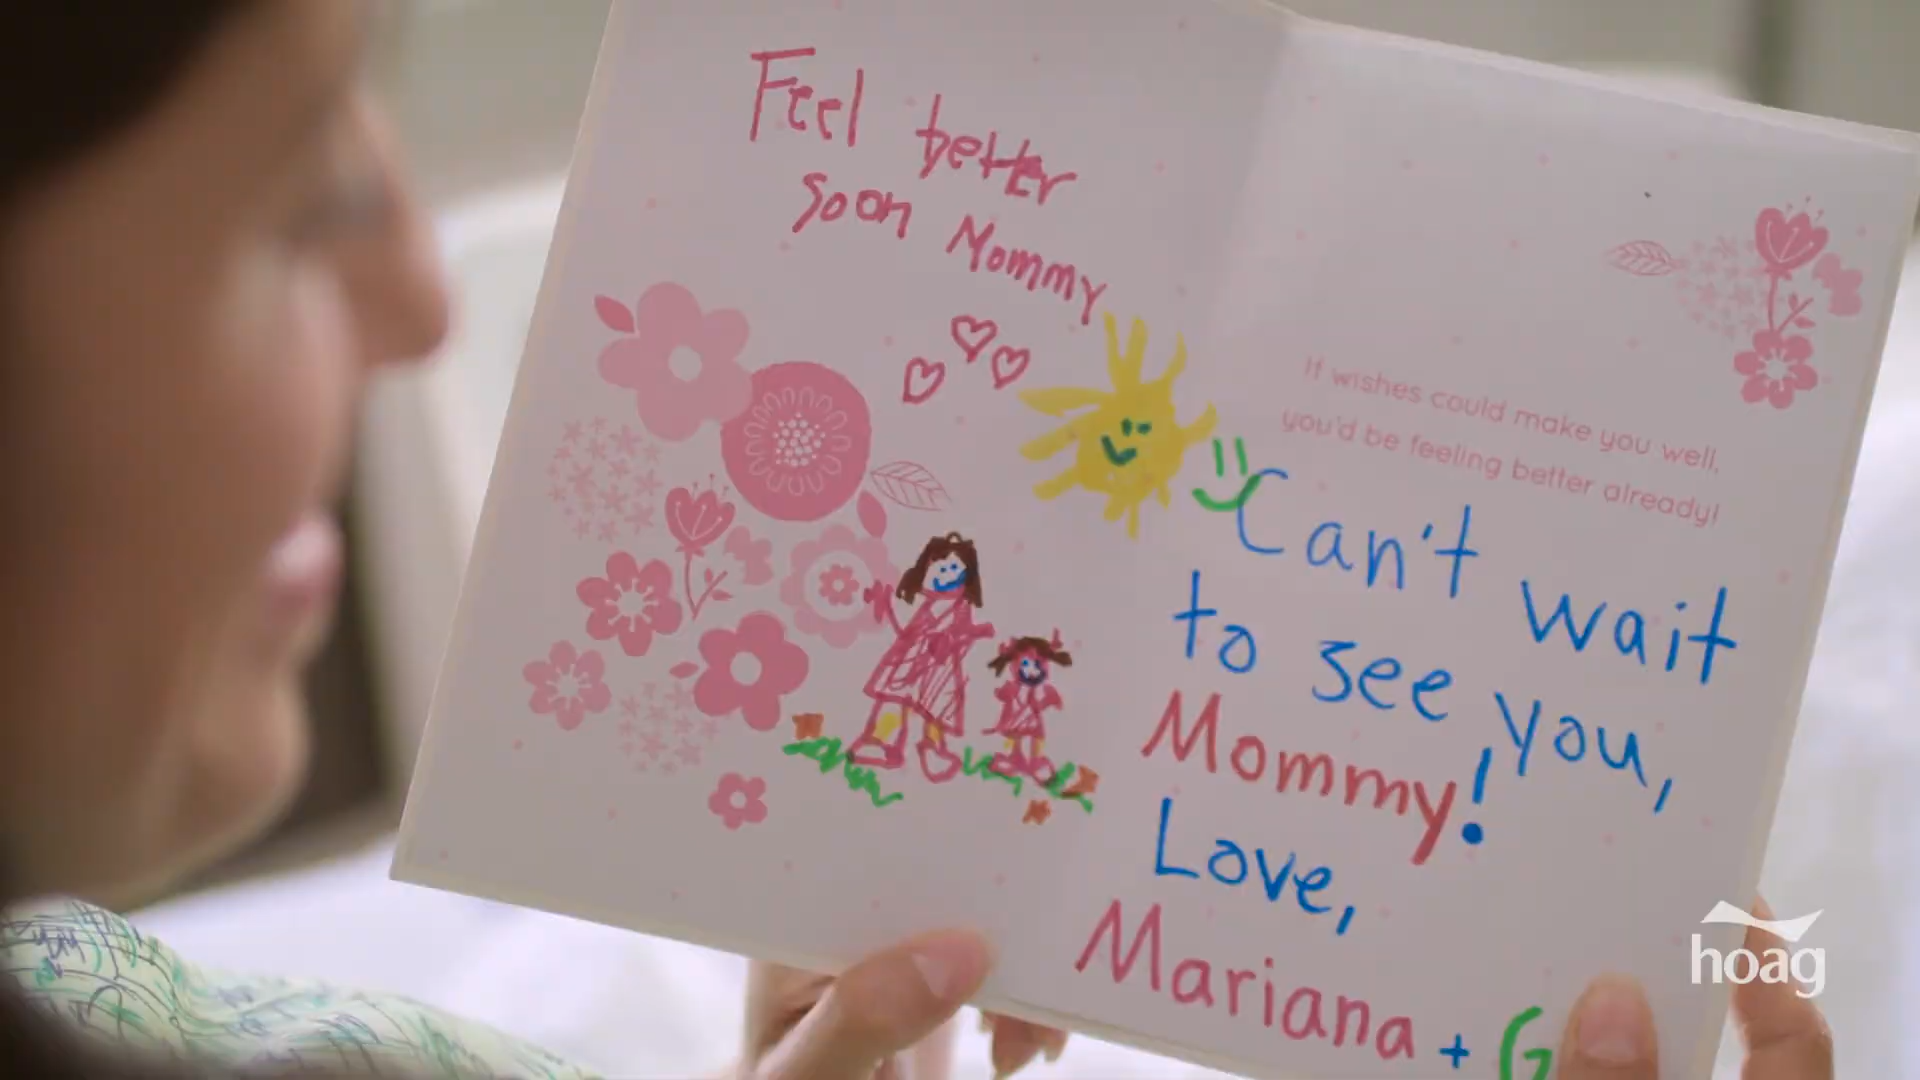 Feel better
soon Mommy
If wishes could make you well,
you'd be feeling better already!
Can't wait
to see you,
Mommy!
Love,
Mariana + G
hoag